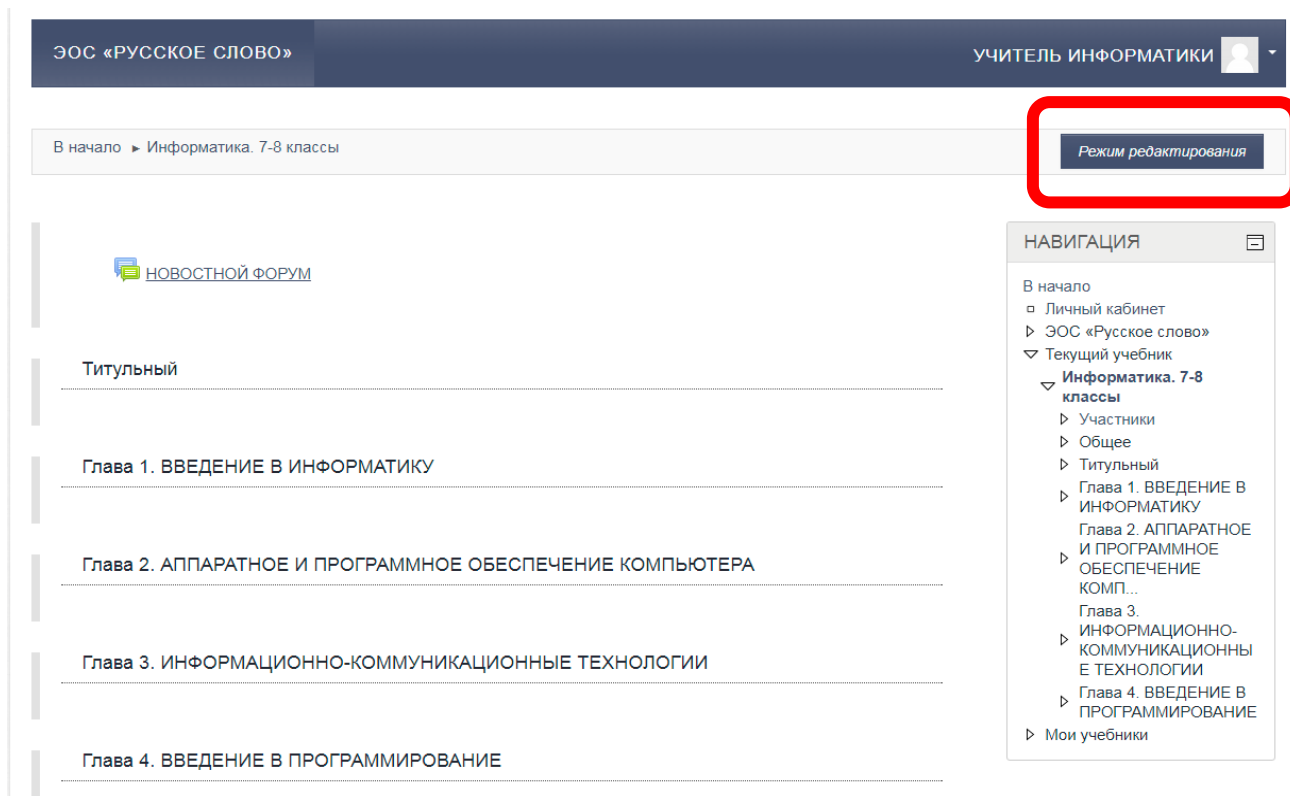 ЭОС «РУССКОЕ СЛОВО»
УЧИТЕЛЬ ИНФОРМАТИКИ
В начало ► Информатика. 7-8 классы
Режим редактирования
НОВОСТНОЙ ФОРУМ
Титульный
Глава 1. ВВЕДЕНИЕ В ИНФОРМАТИКУ
Глава 2. АППАРАТНОЕ И ПРОГРАММНОЕ ОБЕСПЕЧЕНИЕ КОМПЬЮТЕРА
Глава 3. ИНФОРМАЦИОННО-КОММУНИКАЦИОННЫЕ ТЕХНОЛОГИИ
Глава 4. ВВЕДЕНИЕ В ПРОГРАММИРОВАНИЕ
НАВИГАЦИЯ
В начало
Личный кабинет
ЭОС «Русское слово»
Текущий учебник
Информатика. 7-8
классы
Участники
Общее
Титульный
Глава 1. ВВЕДЕНИЕ В
ИНФОРМАТИКУ
Глава 2. АППАРАТНОЕ
И ПРОГРАММНОЕ
ОБЕСПЕЧЕНИЕ
КОМП...
Глава 3.
ИНФОРМАЦИОННО-
КОММУНИКАЦИОННЫ
Е ТЕХНОЛОГИИ
Глава 4. ВВЕДЕНИЕ В
ПРОГРАММИРОВАНИЕ
Мои учебники